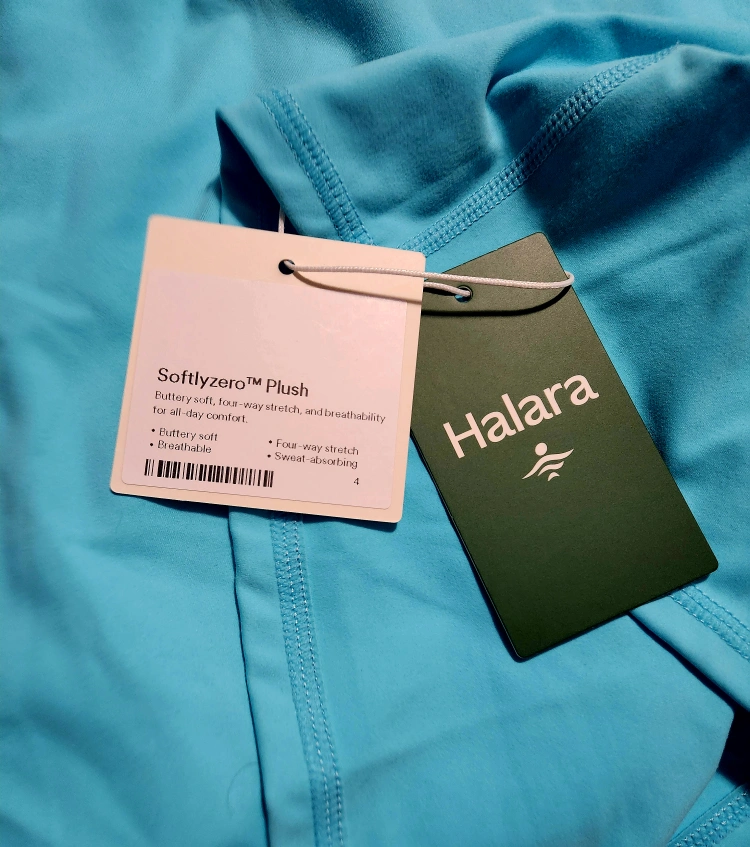 Softlyzero™ Plush
Buttery soft, four-way stretch, and breathability
for all-day comfort.
• Buttery soft
• Breathable
• Four-way stretch
• Sweat-absorbing
4
Halara